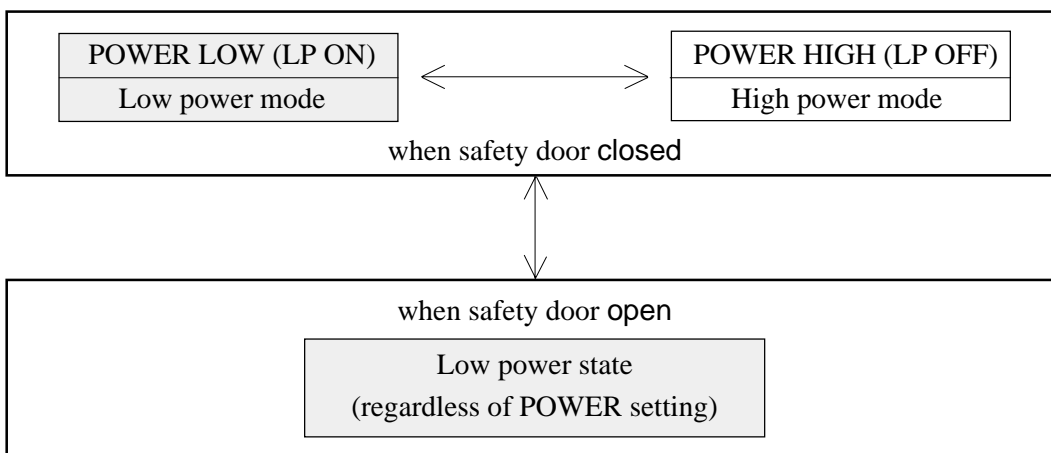 POWER LOW (LP ON)
Low power mode
POWER HIGH (LP OFF)
High power mode
when safety door closed
when safety door open
Low power state
(regardless of POWER setting)